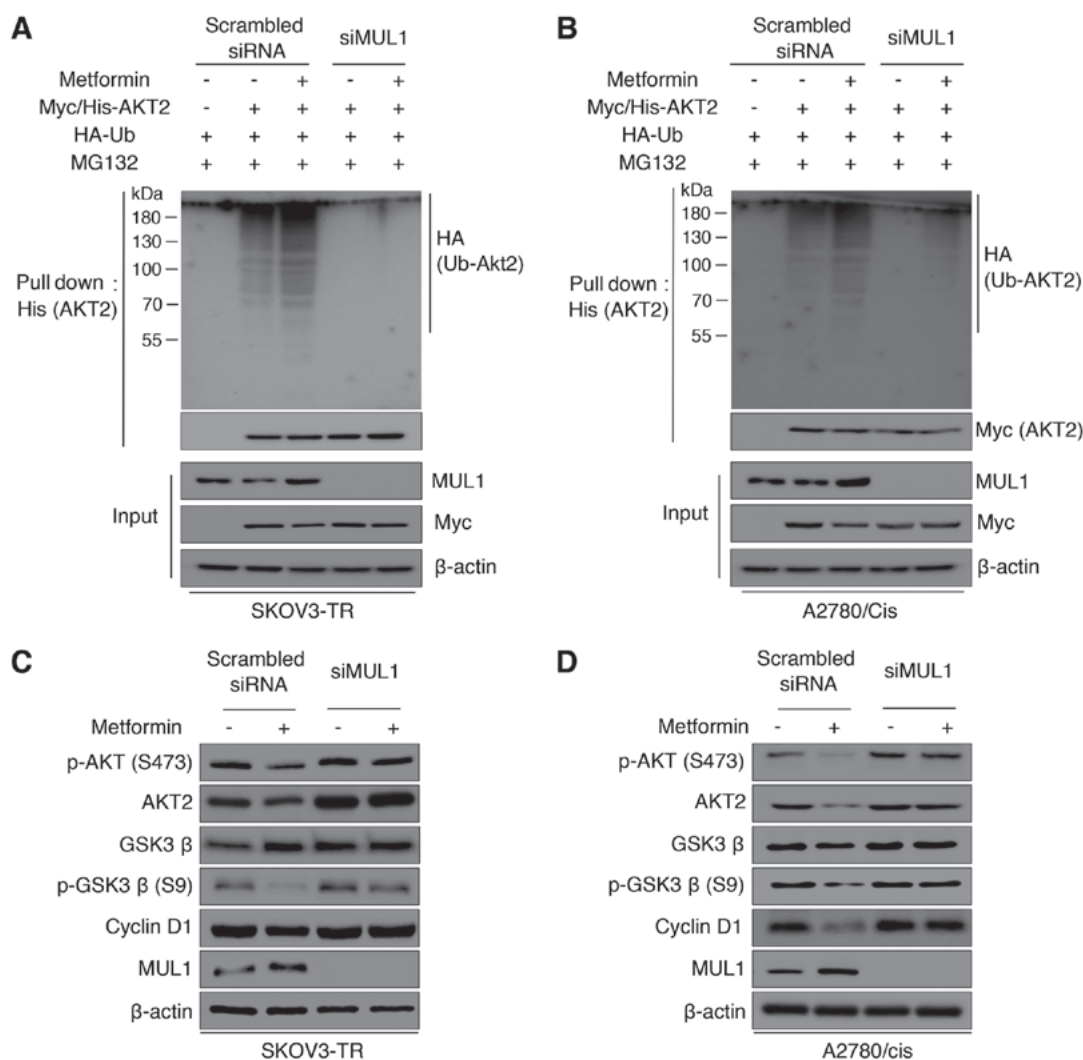 A
Scrambled
siRNA
siMUL1
Metformin - - + - +
Myc/His-AKT2 - + + + +
HA-Ub + + + + +
MG132 + + + + +
kDa
180
130
100
70
55
Pull down :
His (AKT2)
HA
(Ub-Akt2)
Input
MUL1
Myc
β-actin
SKOV3-TR
B
Scrambled
siRNA
siMUL1
Metformin - - + - +
Myc/His-AKT2 - + + + +
HA-Ub + + + + +
MG132 + + + + +
kDa
180
130
100
70
55
Pull down :
His (AKT2)
HA
(Ub-AKT2)
Myc (AKT2)
Input
MUL1
Myc
β-actin
A2780/Cis
C
Scrambled
siRNA
siMUL1
Metformin - + - +
p-AKT (S473)
AKT2
GSK3 β
p-GSK3 β (S9)
Cyclin D1
MUL1
β-actin
SKOV3-TR
D
Scrambled
siRNA
siMUL1
Metformin - + - +
p-AKT (S473)
AKT2
GSK3 β
p-GSK3 β (S9)
Cyclin D1
MUL1
β-actin
A2780/cis